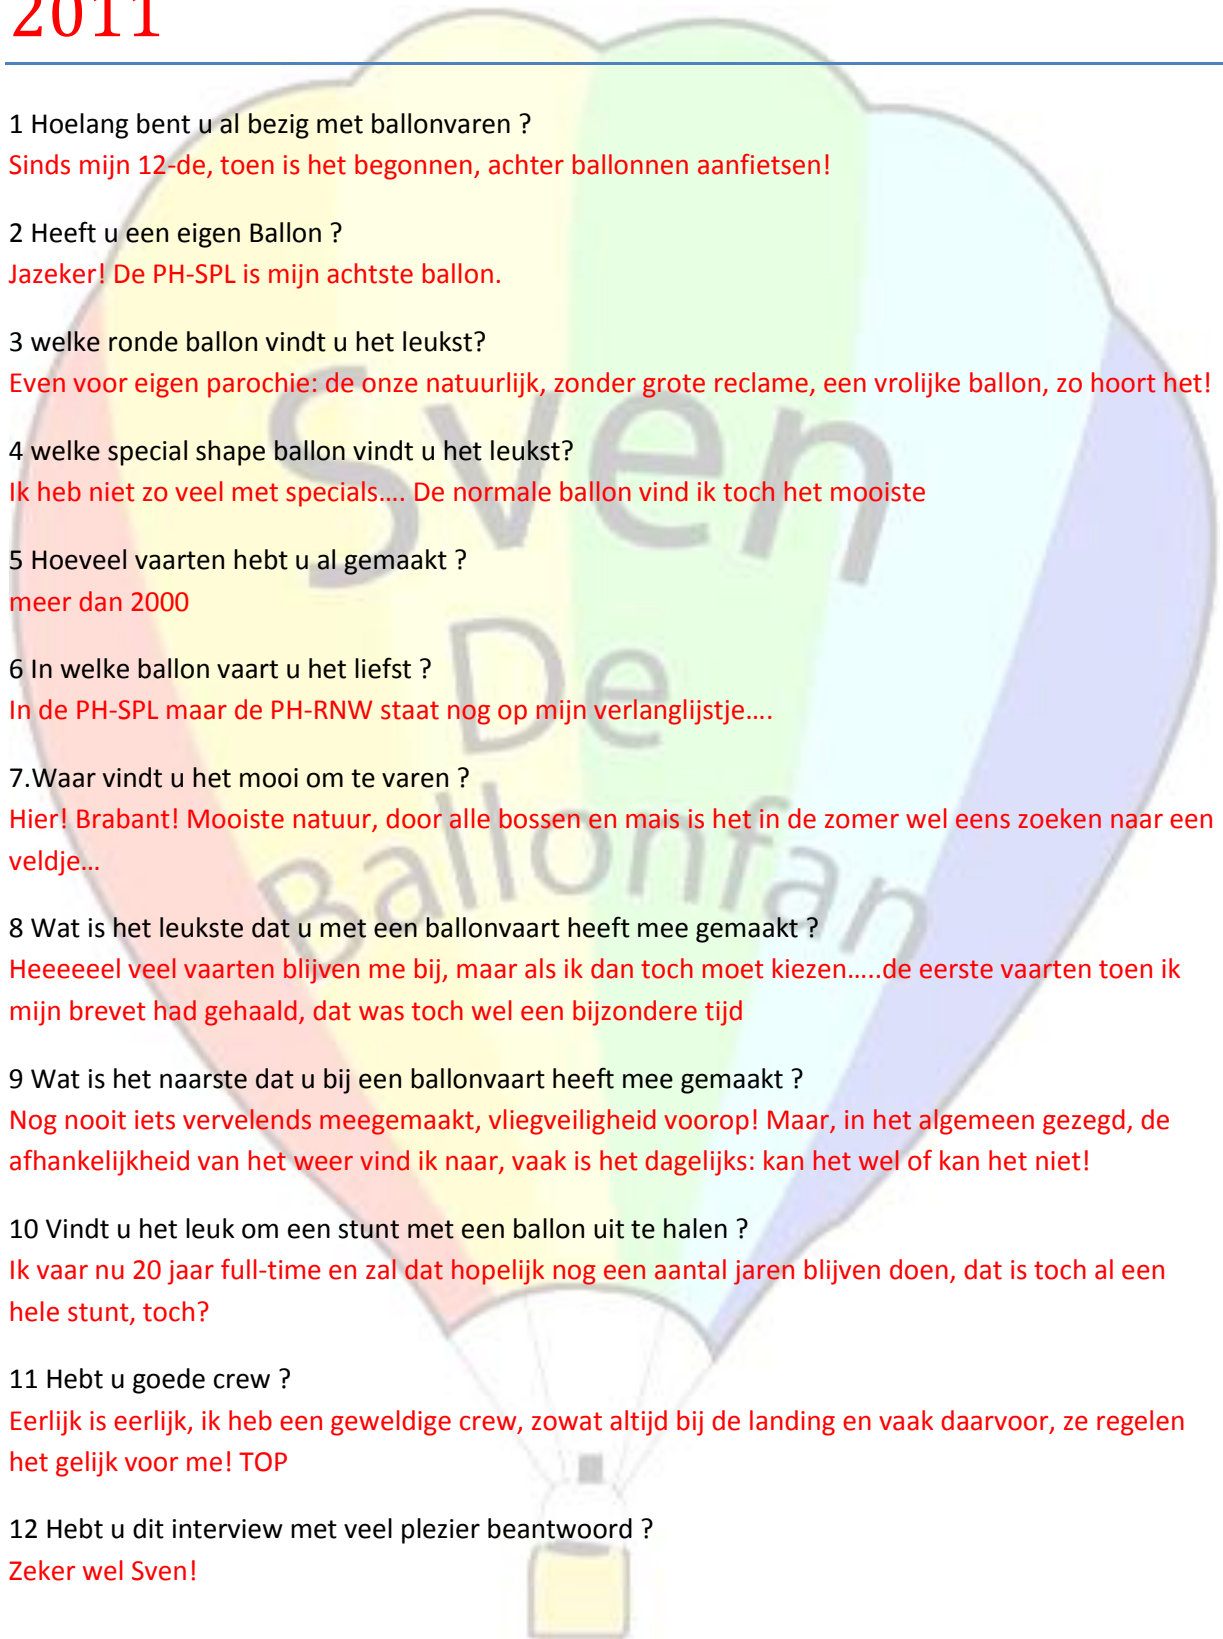 2011
1 Hoelang bent u al bezig met ballonvaren ?
Sinds mijn 12-de, toen is het begonnen, achter ballonnen aanfietsen!
2 Heeft u een eigen Ballon ?
Jazeker! De PH-SPL is mijn achtste ballon.
3 welke ronde ballon vindt u het leukst?
Even voor eigen parochie: de onze natuurlijk, zonder grote reclame, een vrolijke ballon, zo hoort het!
4 welke special shape ballon vindt u het leukst?
Ik heb niet zo veel met specials…. De normale ballon vind ik toch het mooiste
5 Hoeveel vaarten hebt u al gemaakt ?
meer dan 2000
6 In welke ballon vaart u het liefst ?
In de PH-SPL maar de PH-RNW staat nog op mijn verlanglijstje….
7.Waar vindt u het mooi om te varen ?
Hier! Brabant! Mooiste natuur, door alle bossen en mais is het in de zomer wel eens zoeken naar een
veldje…
8 Wat is het leukste dat u met een ballonvaart heeft mee gemaakt ?
Heeeeeel veel vaarten blijven me bij, maar als ik dan toch moet kiezen…..de eerste vaarten toen ik
mijn brevet had gehaald, dat was toch wel een bijzondere tijd
9 Wat is het naarste dat u bij een ballonvaart heeft mee gemaakt ?
Nog nooit iets vervelends meegemaakt, vliegveiligheid voorop! Maar, in het algemeen gezegd, de
afhankelijkheid van het weer vind ik naar, vaak is het dagelijks: kan het wel of kan het niet!
10 Vindt u het leuk om een stunt met een ballon uit te halen ?
Ik vaar nu 20 jaar full-time en zal dat hopelijk nog een aantal jaren blijven doen, dat is toch al een
hele stunt, toch?
11 Hebt u goede crew ?
Eerlijk is eerlijk, ik heb een geweldige crew, zowat altijd bij de landing en vaak daarvoor, ze regelen
het gelijk voor me! TOP
12 Hebt u dit interview met veel plezier beantwoord ?
Zeker wel Sven!
Sven
De
Ballonfan